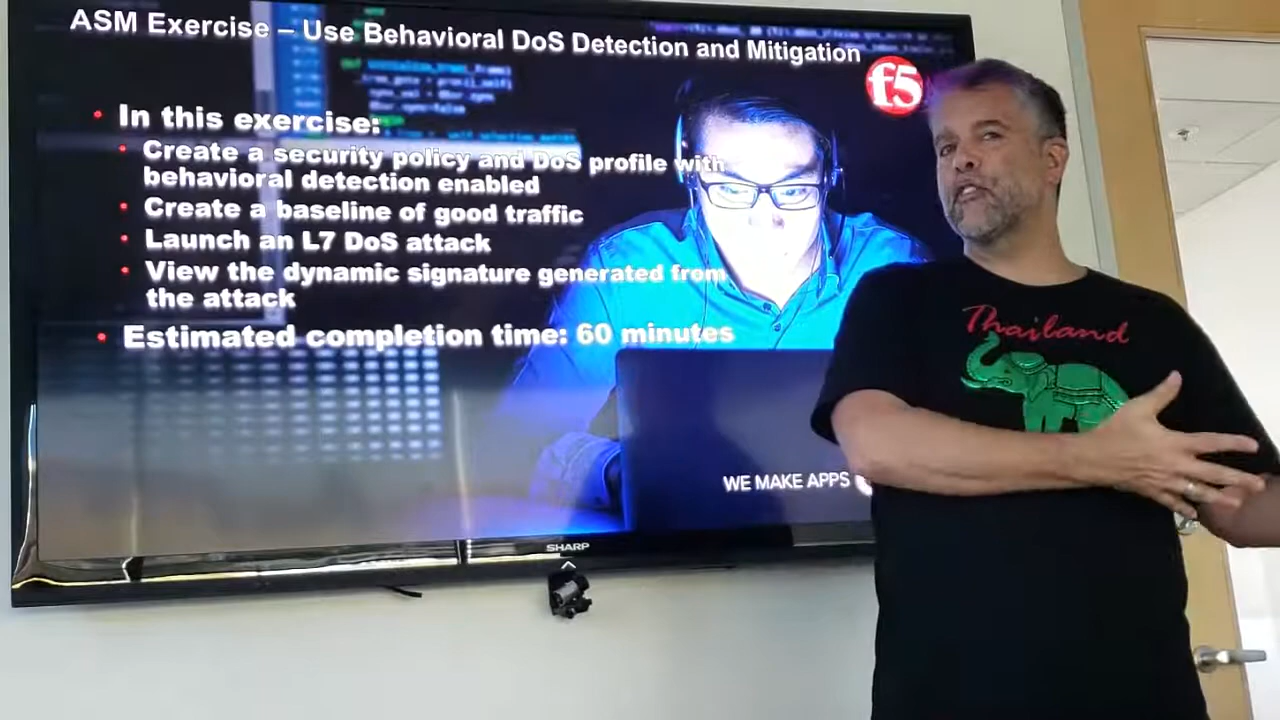 ASM Exercise – Use Behavioral DoS Detection and Mitigation
f5
• In this exercise:
• Create a security policy and DoS profile with
behavioral detection enabled
• Create a baseline of good traffic
• Launch an L7 DoS attack
• View the dynamic signature generated from
the attack
• Estimated completion time: 60 minutes
WE MAKE APPS
SHARP
Thailand